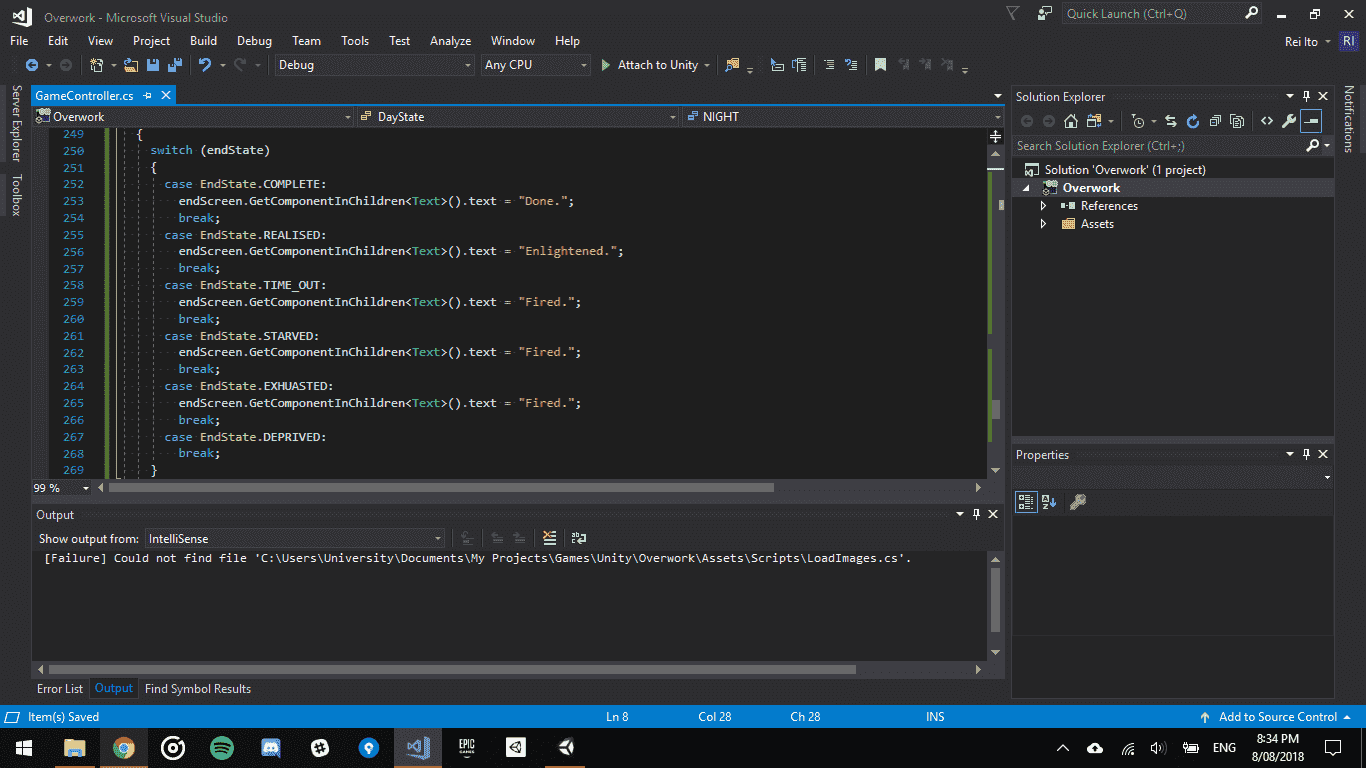 Overwork - Microsoft Visual Studio
Quick Launch (Ctrl+Q)
File Edit View Project Build Debug Team Tools Test Analyze Window Help
Rei Ito RI
Debug Any CPU Attach to Unity
Server Explorer
Toolbox
GameController.cs
Overwork DayState NIGHT
249 {
250 switch (endState)
251 {
252 case EndState.COMPLETE:
253 endScreen.GetComponentInChildren<Text>().text = "Done.";
254 break;
255 case EndState.REALISED:
256 endScreen.GetComponentInChildren<Text>().text = "Enlightened.";
257 break;
258 case EndState.TIME_OUT:
259 endScreen.GetComponentInChildren<Text>().text = "Fired.";
260 break;
261 case EndState.STARVED:
262 endScreen.GetComponentInChildren<Text>().text = "Fired.";
263 break;
264 case EndState.EXHUASTED:
265 endScreen.GetComponentInChildren<Text>().text = "Fired.";
266 break;
267 case EndState.DEPRIVED:
268 break;
269 }
99 %
Output
Show output from: IntelliSense
[Failure] Could not find file 'C:\Users\University\Documents\My Projects\Games\Unity\Overwork\Assets\Scripts\LoadImages.cs'.
Error List Output Find Symbol Results
Solution Explorer
Search Solution Explorer (Ctrl+;)
Solution 'Overwork' (1 project)
Overwork
References
Assets
Properties
Notifications
Item(s) Saved Ln 8 Col 28 Ch 28 INS Add to Source Control
EPIC GAMES
ENG
8:34 PM
8/08/2018